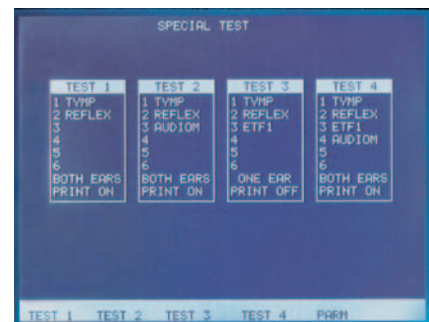 SPECIAL TEST
TEST 1 TEST 2 TEST 3 TEST 4
1 TYMP 1 TYMP 1 TYMP 1 TYMP
2 REFLEX 2 REFLEX 2 REFLEX 2 REFLEX
3 3 AUDIOM 3 ETF1 3 ETF1
4 4 4 4 AUDIOM
5 5 5 5
6 6 6 6
BOTH EARS BOTH EARS ONE EAR BOTH EARS
PRINT ON PRINT ON PRINT OFF PRINT ON
TEST 1 TEST 2 TEST 3 TEST 4 PARM